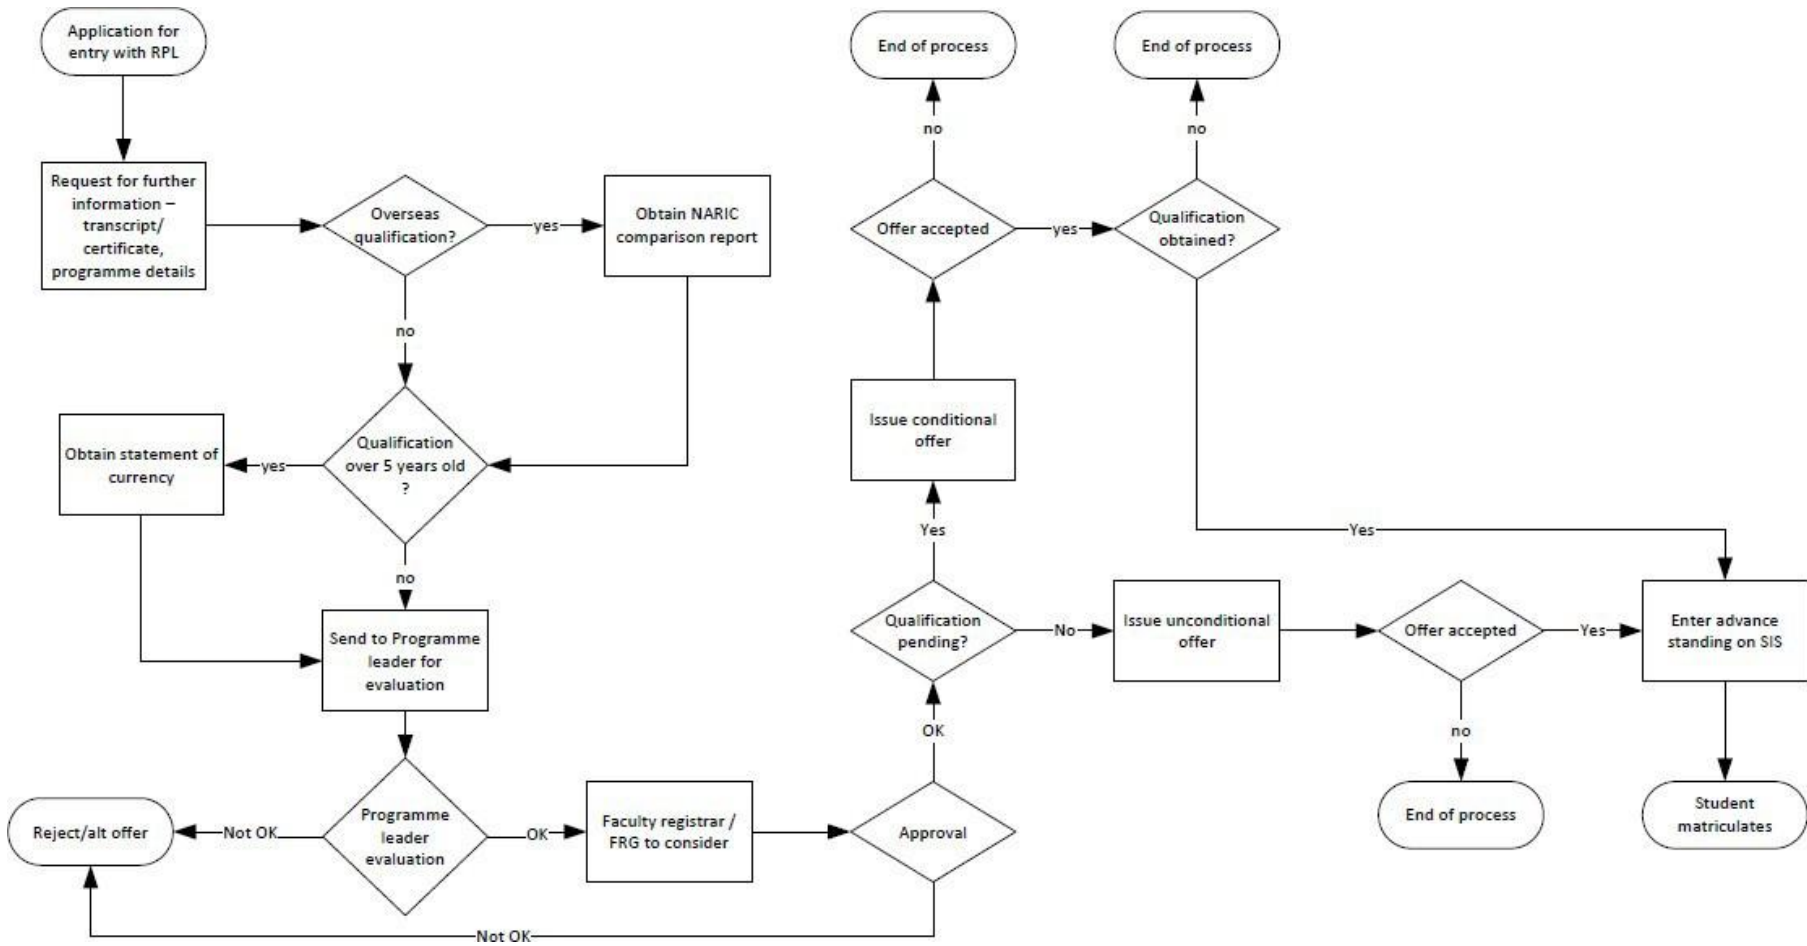 Application for
entry with RPL
Request for further
information –
transcript/
certificate,
programme details
Overseas
qualification?
yes
Obtain NARIC
comparison report
no
Qualification
over 5 years old
?
yes
Obtain statement of
currency
no
Send to Programme
leader for
evaluation
Programme
leader
evaluation
Not OK
Reject/alt offer
OK
Faculty registrar /
FRG to consider
Approval
Not OK
OK
Qualification
pending?
Yes
Issue conditional
offer
Offer accepted
no
End of process
yes
Qualification
obtained?
no
End of process
Yes
No
Issue unconditional
offer
Offer accepted
no
End of process
Yes
Enter advance
standing on SIS
Student
matriculates